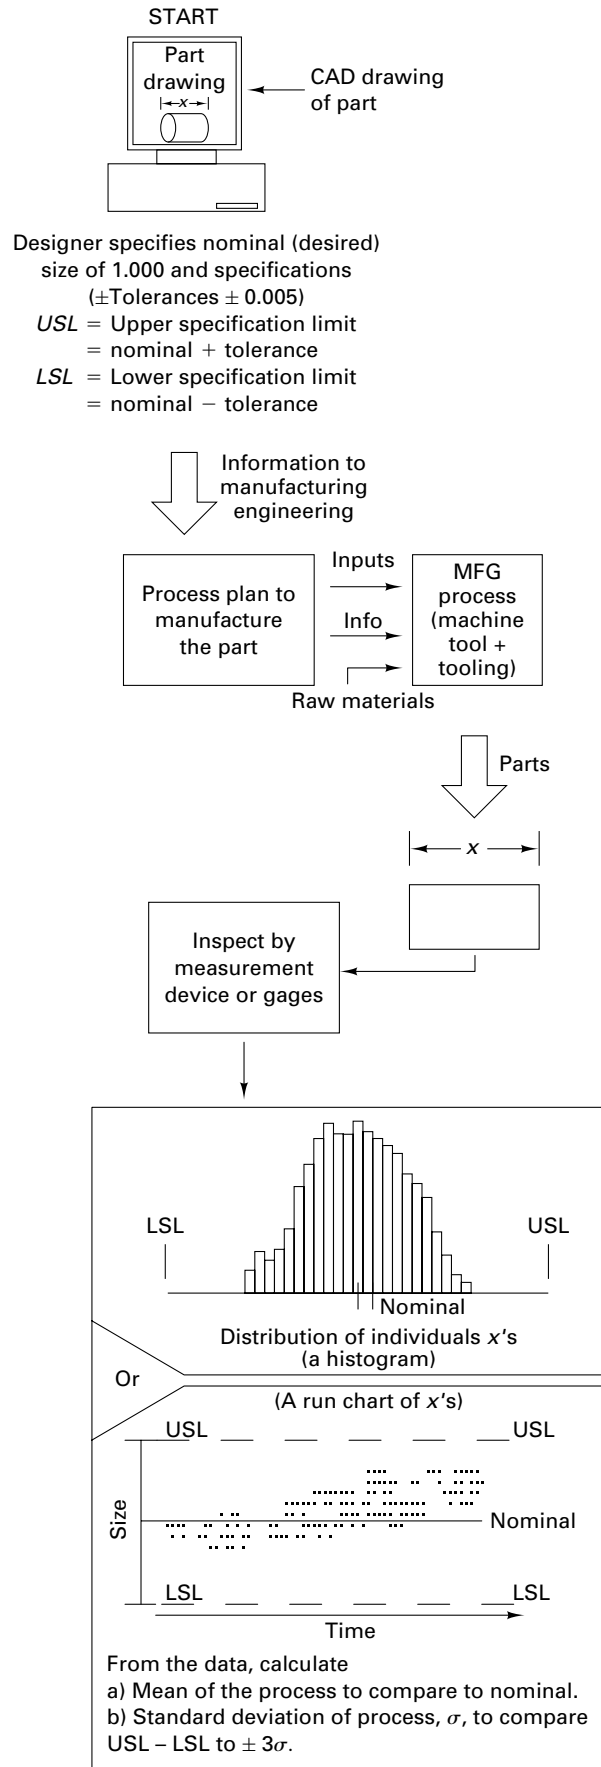 START
Part
drawing
x
CAD drawing
of part
Designer specifies nominal (desired)
size of 1.000 and specifications
(±Tolerances ± 0.005)
USL = Upper specification limit
= nominal + tolerance
LSL = Lower specification limit
= nominal − tolerance
Information to
manufacturing
engineering
Process plan to
manufacture
the part
Inputs
Info
Raw materials
MFG
process
(machine
tool +
tooling)
Parts
x
Inspect by
measurement
device or gages
LSL
USL
Nominal
Distribution of individuals x's
(a histogram)
Or
(A run chart of x's)
USL
USL
Size
Nominal
LSL
LSL
Time
From the data, calculate
a) Mean of the process to compare to nominal.
b) Standard deviation of process, σ, to compare
USL – LSL to ± 3σ.